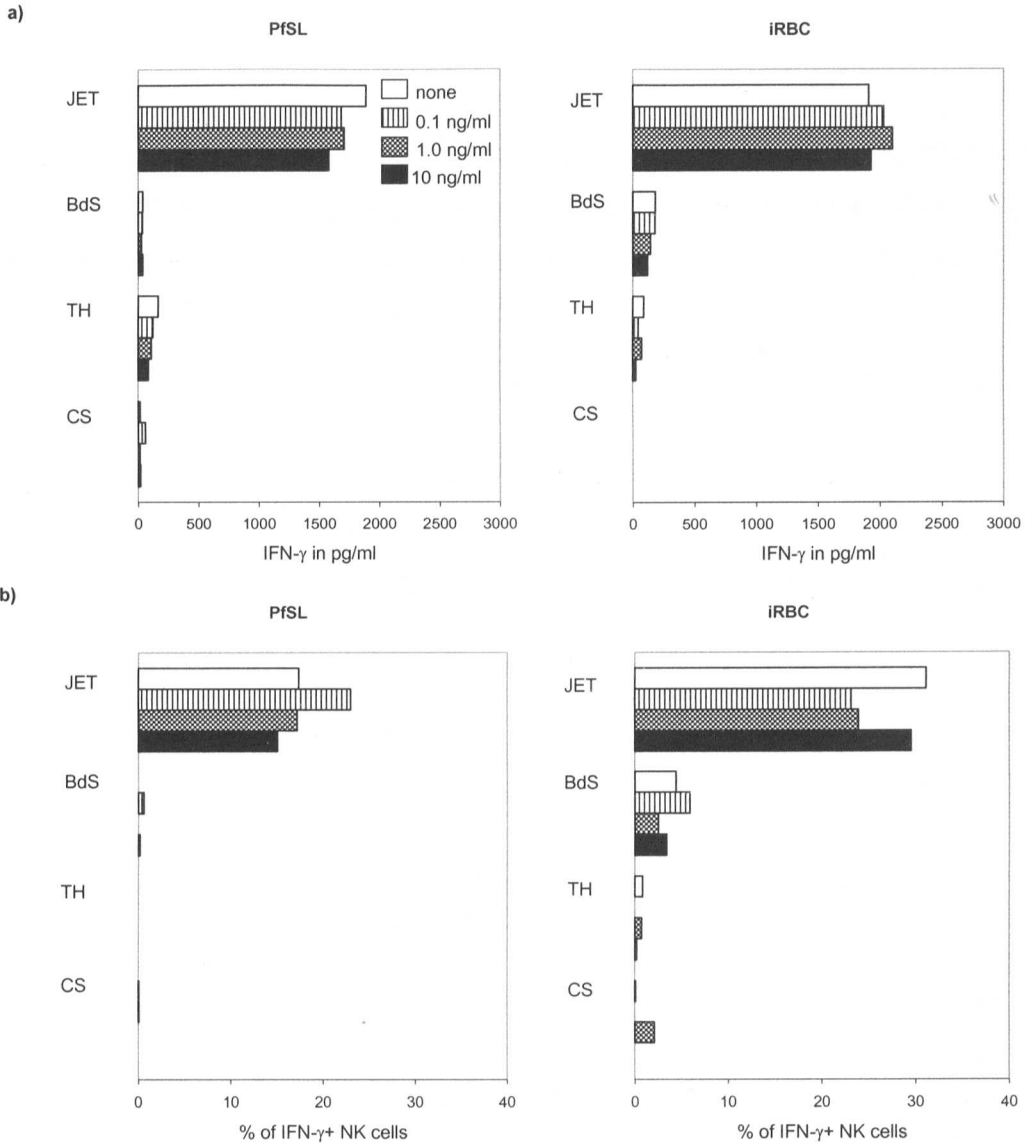 a)
PfSL
JET
BdS
TH
CS
none
0.1 ng/ml
1.0 ng/ml
10 ng/ml
0 500 1000 1500 2000 2500 3000
IFN-γ in pg/ml
iRBC
JET
BdS
TH
CS
0 500 1000 1500 2000 2500 3000
IFN-γ in pg/ml
b)
PfSL
JET
BdS
TH
CS
0 10 20 30 40
% of IFN-γ+ NK cells
iRBC
JET
BdS
TH
CS
0 10 20 30 40
% of IFN-γ+ NK cells